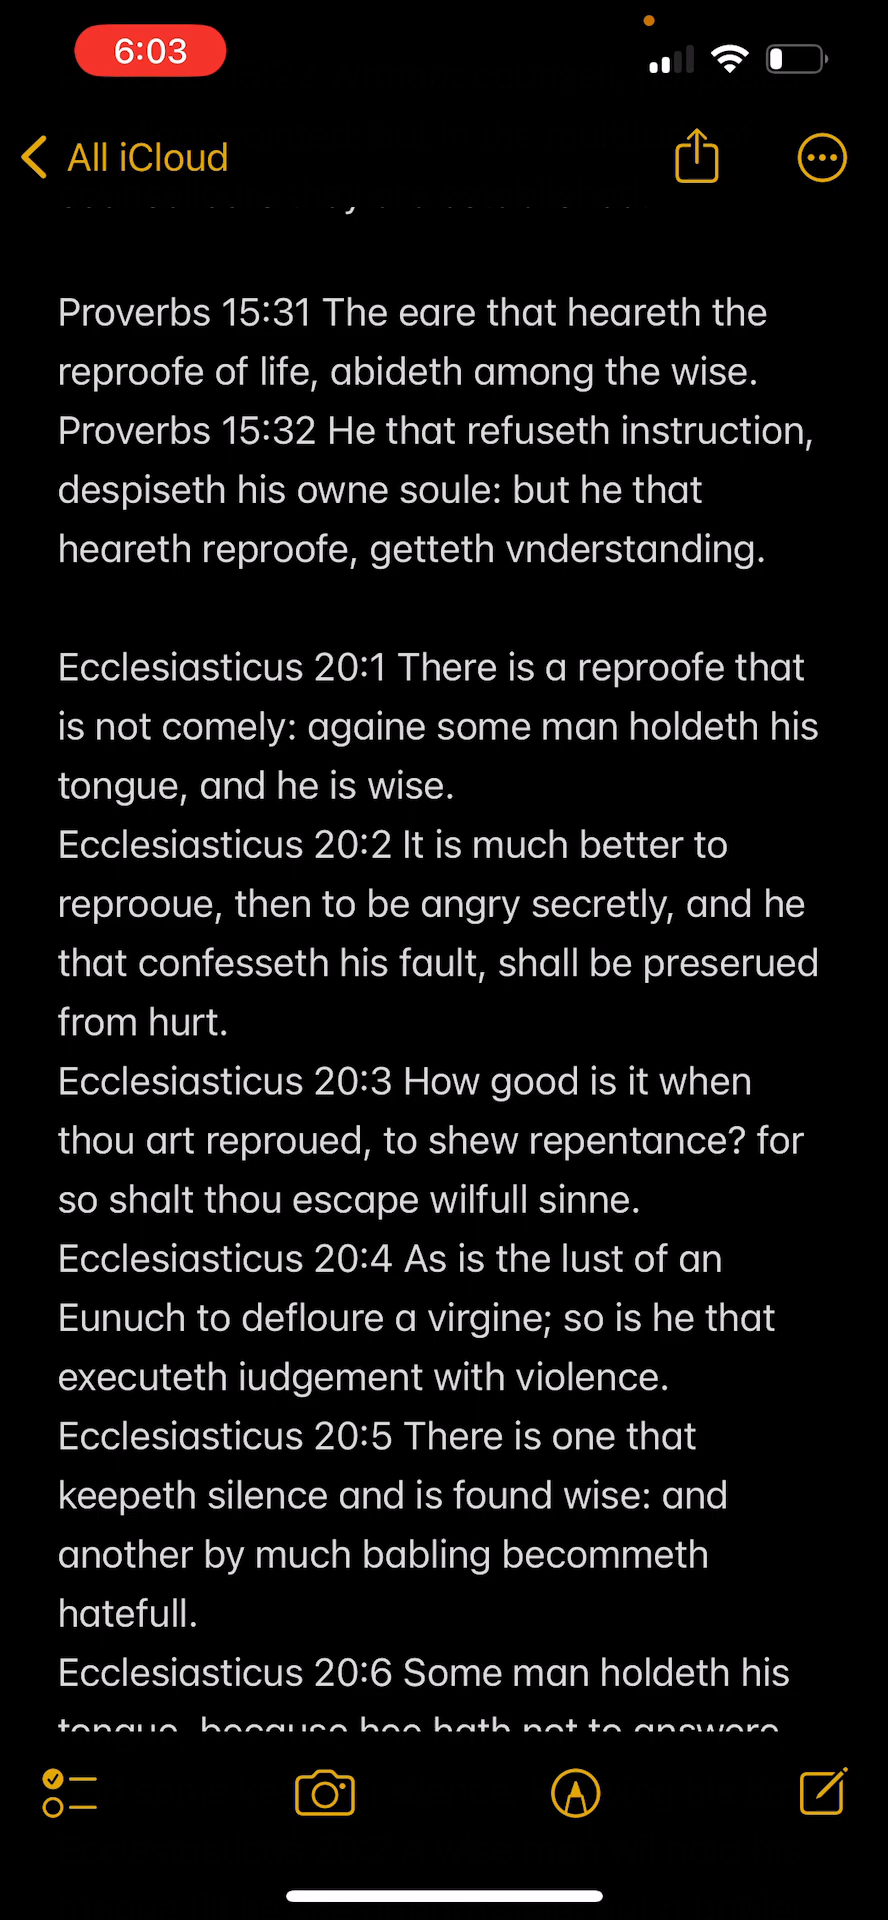 6:03
All iCloud
Proverbs 15:31 The eare that heareth the
reproofe of life, abideth among the wise.
Proverbs 15:32 He that refuseth instruction,
despiseth his owne soule: but he that
heareth reproofe, getteth vnderstanding.
Ecclesiasticus 20:1 There is a reproofe that
is not comely: againe some man holdeth his
tongue, and he is wise.
Ecclesiasticus 20:2 It is much better to
reprooue, then to be angry secretly, and he
that confesseth his fault, shall be preserued
from hurt.
Ecclesiasticus 20:3 How good is it when
thou art reproued, to shew repentance? for
so shalt thou escape wilfull sinne.
Ecclesiasticus 20:4 As is the lust of an
Eunuch to defloure a virgine; so is he that
executeth iudgement with violence.
Ecclesiasticus 20:5 There is one that
keepeth silence and is found wise: and
another by much babling becommeth
hatefull.
Ecclesiasticus 20:6 Some man holdeth his
tongue, because hee hath not to answere,